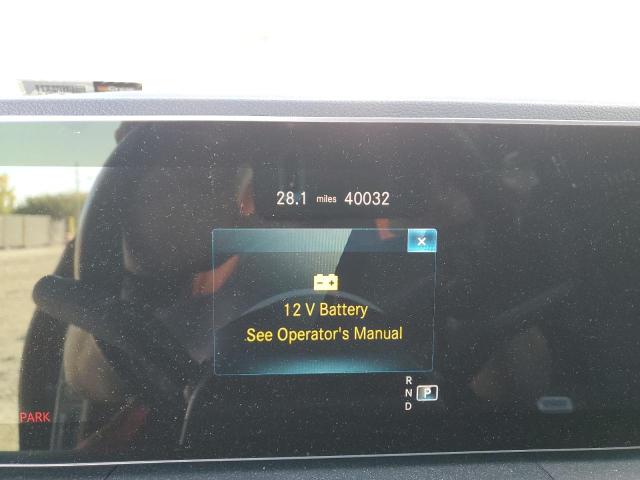 28.1 miles 40032
×
- +
12 V Battery
See Operator's Manual
R
N P
D
PARK